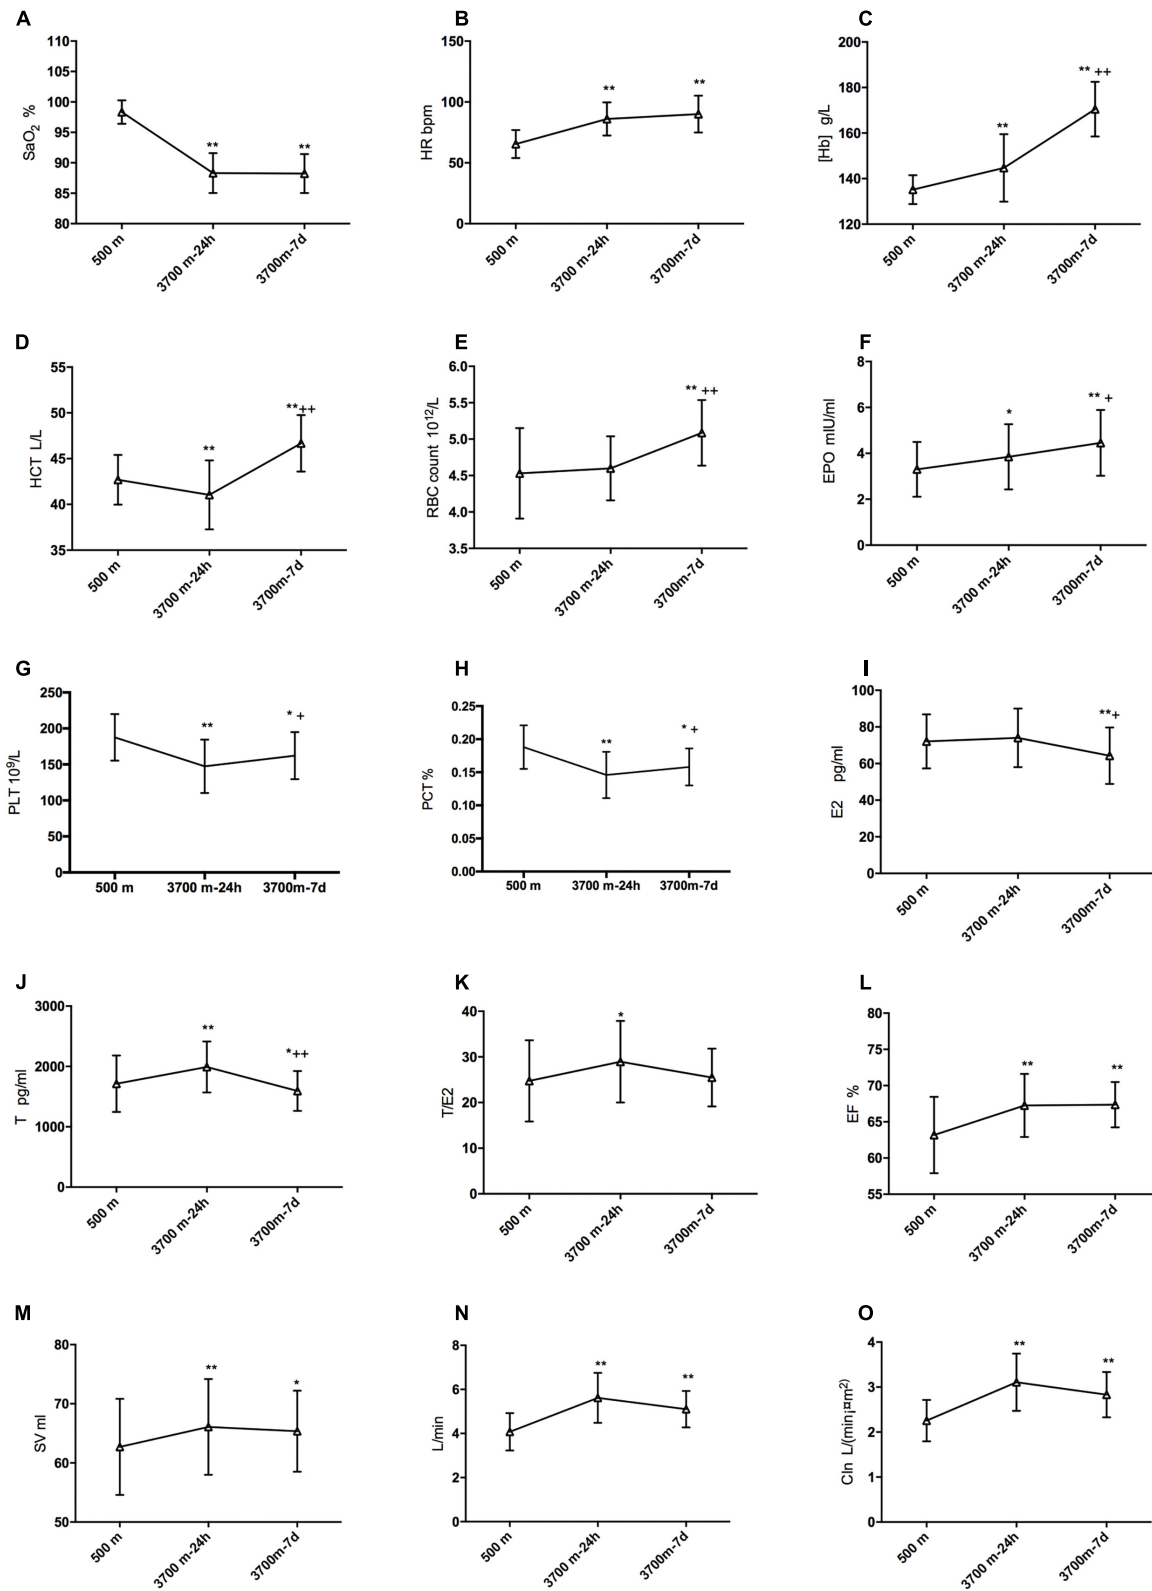 A
SaO2 %
110
105
100
95
90
85
80
**
**
500 m
3700 m-24h
3700m-7d
B
HR bpm
150
100
50
0
**
**
500 m
3700 m-24h
3700m-7d
C
[Hb] g/L
200
180
160
140
120
**
** ++
500 m
3700 m-24h
3700m-7d
D
HCT L/L
55
50
45
40
35
**
**++
500 m
3700 m-24h
3700m-7d
E
RBC count 10^12/L
6.0
5.5
5.0
4.5
4.0
3.5
** ++
500 m
3700 m-24h
3700m-7d
F
EPO mIU/ml
8
6
4
2
0
*
** +
500 m
3700 m-24h
3700m-7d
G
PLT 10^9/L
250
200
150
100
50
0
**
* +
500 m
3700 m-24h
3700m-7d
H
PCT %
0.25
0.20
0.15
0.10
0.05
0.00
**
* +
500 m
3700 m-24h
3700m-7d
I
E2 pg/ml
100
80
60
40
20
0
**+
500 m
3700 m-24h
3700m-7d
J
T pg/ml
3000
2000
1000
0
**
*++
500 m
3700 m-24h
3700m-7d
K
T/E2
40
30
20
10
0
*
500 m
3700 m-24h
3700m-7d
L
EF %
80
75
70
65
60
55
**
**
500 m
3700 m-24h
3700m-7d
M
SV ml
80
70
60
50
**
*
500 m
3700 m-24h
3700m-7d
N
L/min
8
6
4
2
0
**
**
500 m
3700 m-24h
3700m-7d
O
CIn L/(min¡¤m2)
4
3
2
1
0
**
**
500 m
3700 m-24h
3700m-7d